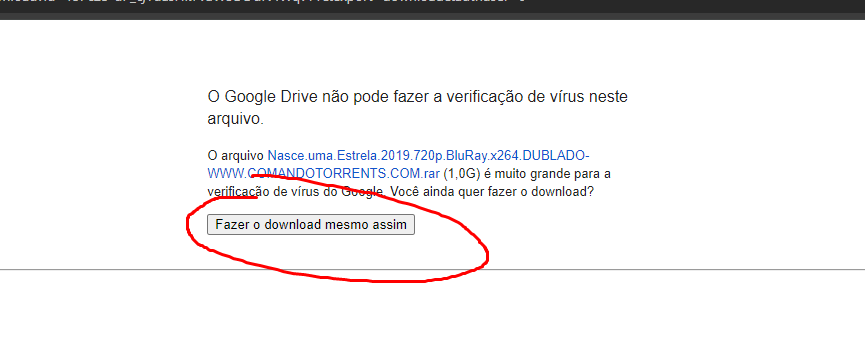 O Google Drive não pode fazer a verificação de vírus neste
arquivo.
O arquivo Nasce.uma.Estrela.2019.720p.BluRay.x264.DUBLADO-
WWW.COMANDOTORRENTS.COM.rar (1,0G) é muito grande para a
verificação de vírus do Google. Você ainda quer fazer o download?
Fazer o download mesmo assim